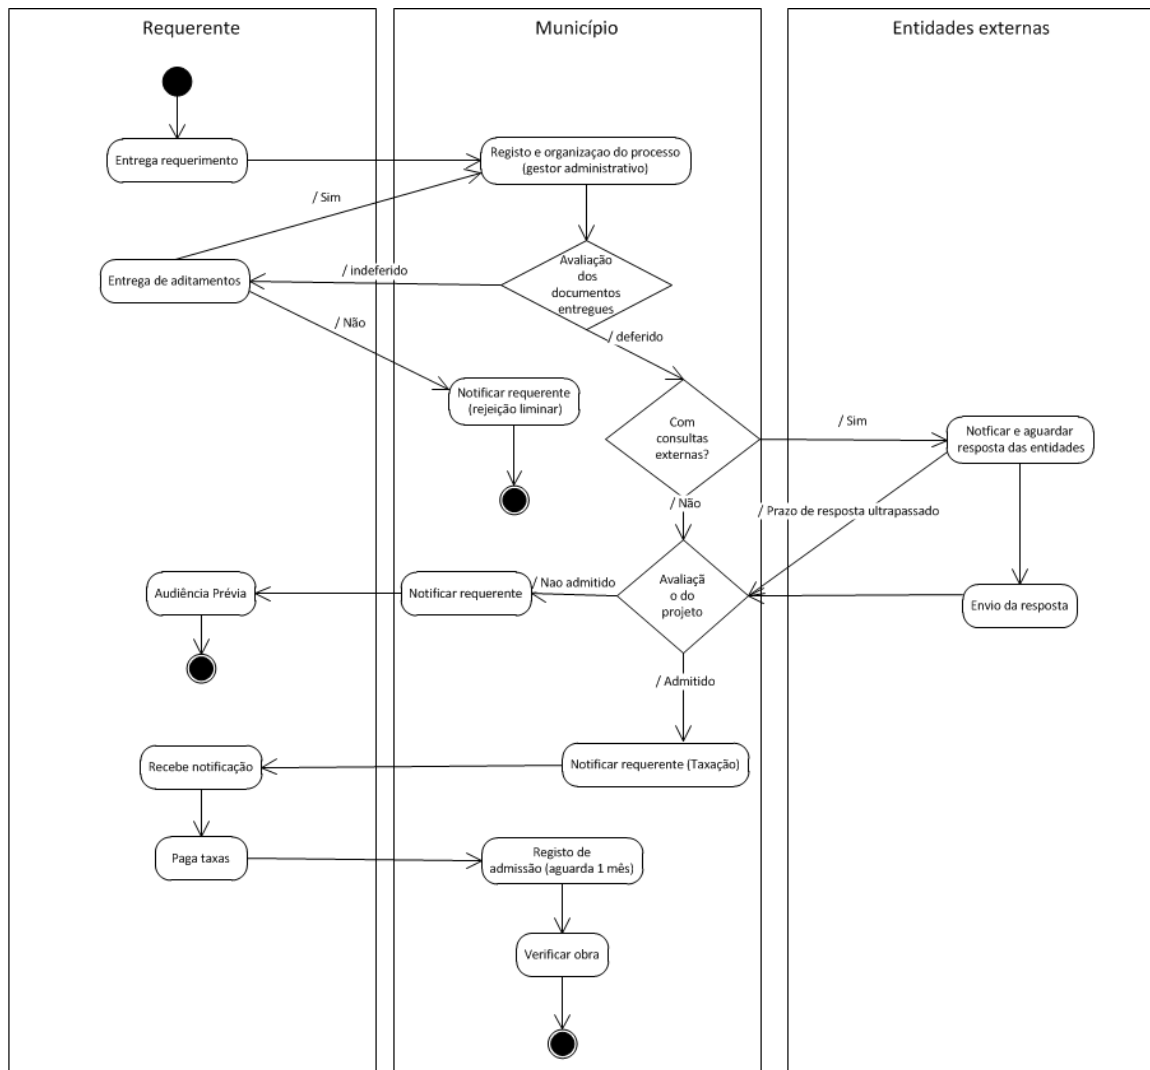 Requerente
Município
Entidades externas
Entrega requerimento
Registo e organizaçao do processo
(gestor administrativo)
/ Sim
Entrega de aditamentos
/ indeferido
Avaliação
dos
documentos
entregues
/ Não
/ deferido
Notificar requerente
(rejeição liminar)
Com
consultas
externas?
/ Sim
Notficar e aguardar
resposta das entidades
/ Não
/ Prazo de resposta ultrapassado
Audiência Prévia
Notificar requerente
/ Nao admitido
Avaliaçã
o do
projeto
Envio da resposta
/ Admitido
Recebe notificação
Notificar requerente (Taxação)
Paga taxas
Registo de
admissão (aguarda 1 mês)
Verificar obra